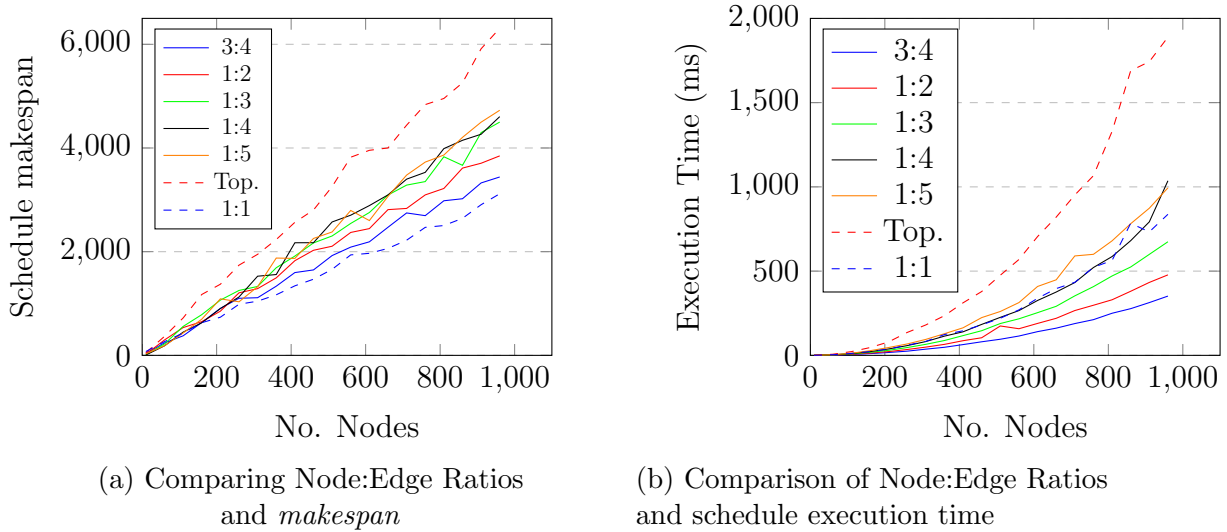 6,000
4,000
2,000
0
Schedule makespan
3:4
1:2
1:3
1:4
1:5
Top.
1:1
0 200 400 600 800 1,000
No. Nodes
(a) Comparing Node:Edge Ratios
and makespan
2,000
1,500
1,000
500
0
Execution Time (ms)
3:4
1:2
1:3
1:4
1:5
Top.
1:1
0 200 400 600 800 1,000
No. Nodes
(b) Comparison of Node:Edge Ratios
and schedule execution time